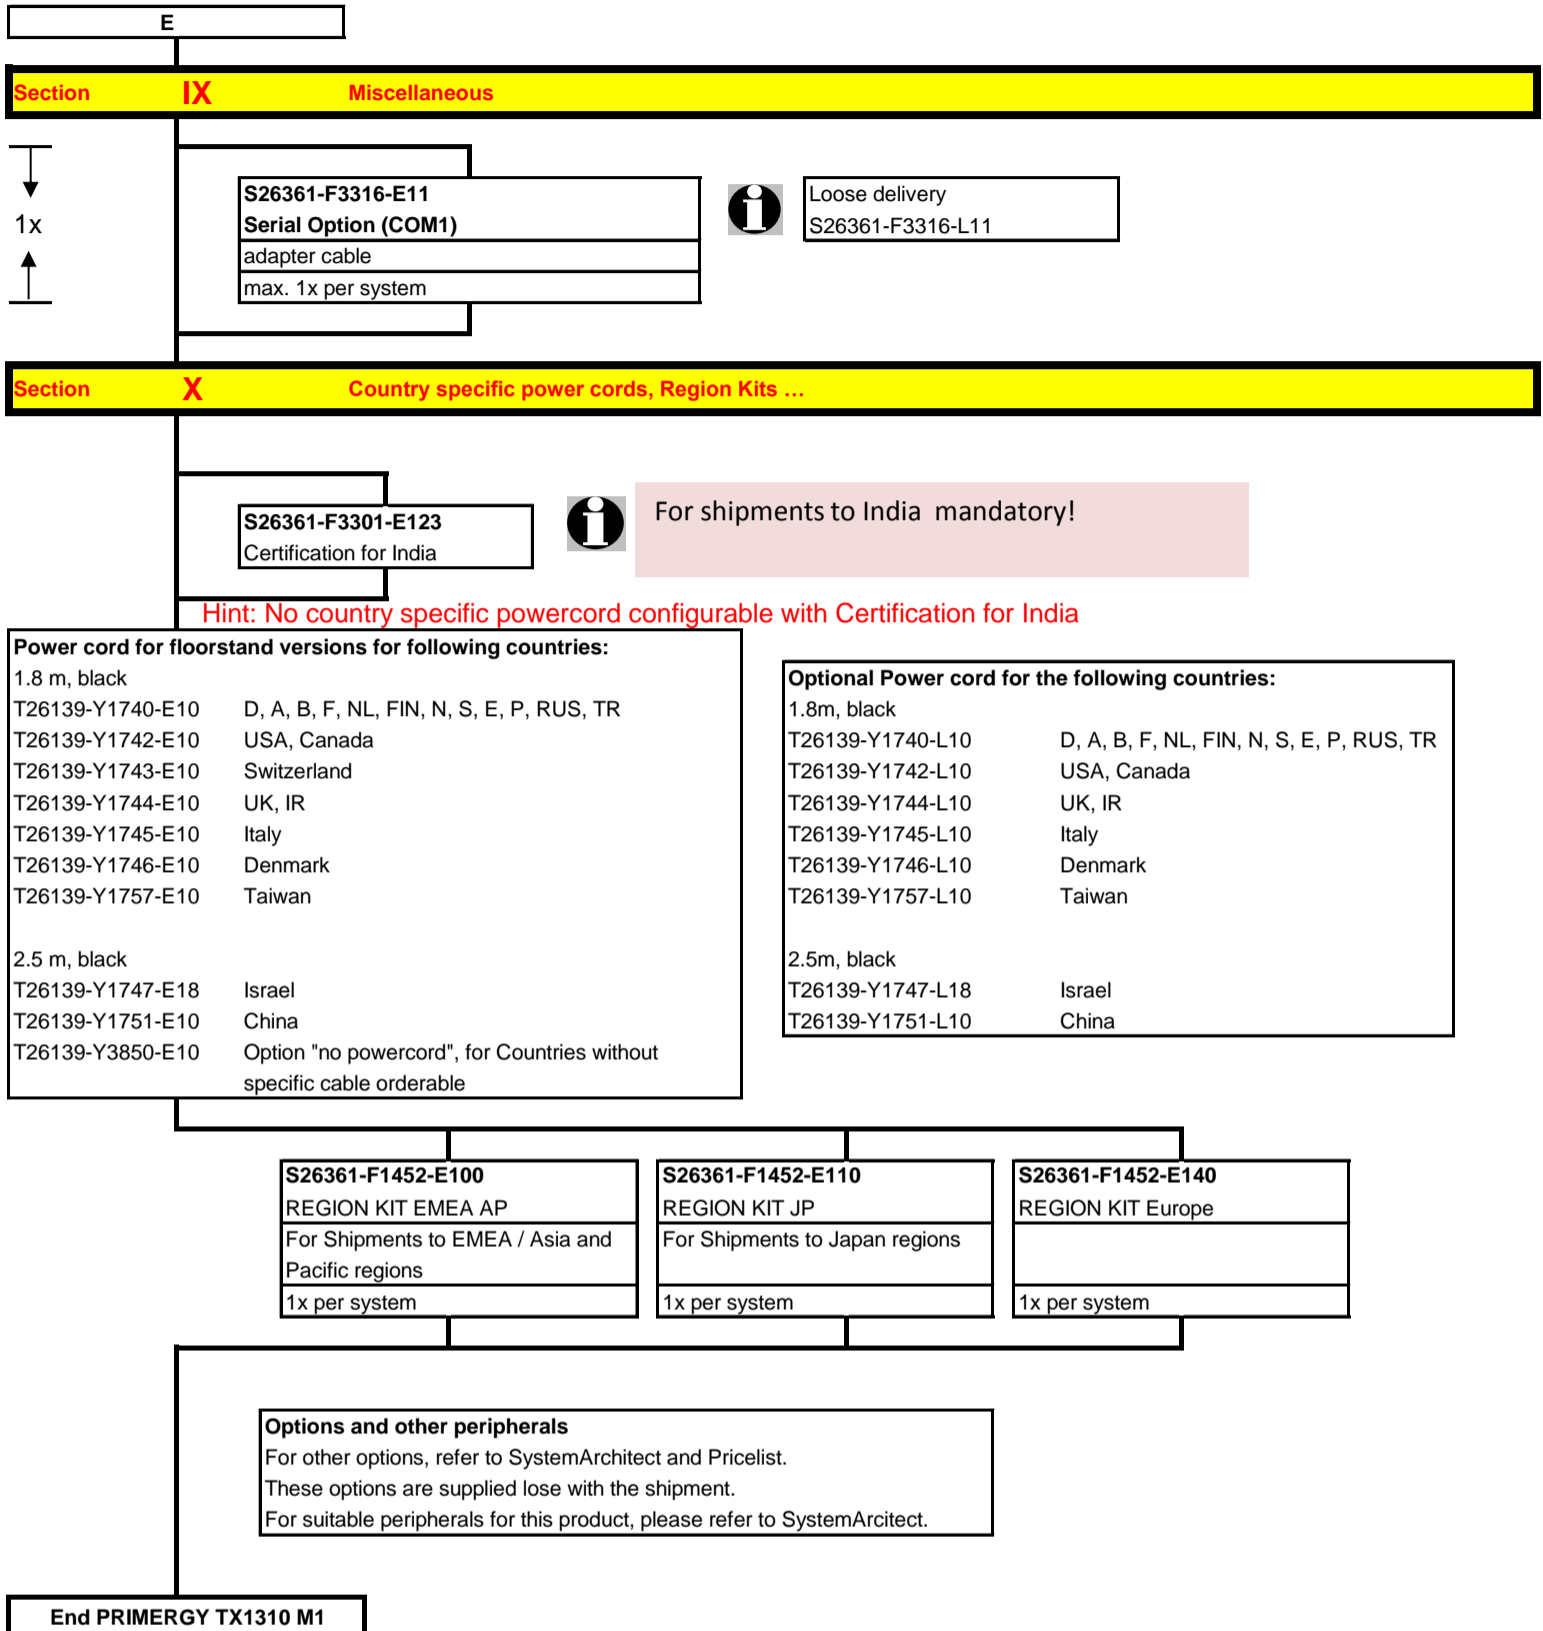 E
Section IX Miscellaneous
1x
S26361-F3316-E11
Serial Option (COM1)
adapter cable
max. 1x per system
Loose delivery
S26361-F3316-L11
Section X Country specific power cords, Region Kits …
S26361-F3301-E123
Certification for India
For shipments to India mandatory!
Hint: No country specific powercord configurable with Certification for India
Power cord for floorstand versions for following countries:
1.8 m, black
T26139-Y1740-E10 D, A, B, F, NL, FIN, N, S, E, P, RUS, TR
T26139-Y1742-E10 USA, Canada
T26139-Y1743-E10 Switzerland
T26139-Y1744-E10 UK, IR
T26139-Y1745-E10 Italy
T26139-Y1746-E10 Denmark
T26139-Y1757-E10 Taiwan
2.5 m, black
T26139-Y1747-E18 Israel
T26139-Y1751-E10 China
T26139-Y3850-E10 Option "no powercord", for Countries without
specific cable orderable
Optional Power cord for the following countries:
1.8m, black
T26139-Y1740-L10 D, A, B, F, NL, FIN, N, S, E, P, RUS, TR
T26139-Y1742-L10 USA, Canada
T26139-Y1744-L10 UK, IR
T26139-Y1745-L10 Italy
T26139-Y1746-L10 Denmark
T26139-Y1757-L10 Taiwan
2.5m, black
T26139-Y1747-L18 Israel
T26139-Y1751-L10 China
S26361-F1452-E100
REGION KIT EMEA AP
For Shipments to EMEA / Asia and
Pacific regions
1x per system
S26361-F1452-E110
REGION KIT JP
For Shipments to Japan regions
1x per system
S26361-F1452-E140
REGION KIT Europe
1x per system
Options and other peripherals
For other options, refer to SystemArchitect and Pricelist.
These options are supplied lose with the shipment.
For suitable peripherals for this product, please refer to SystemArcitect.
End PRIMERGY TX1310 M1